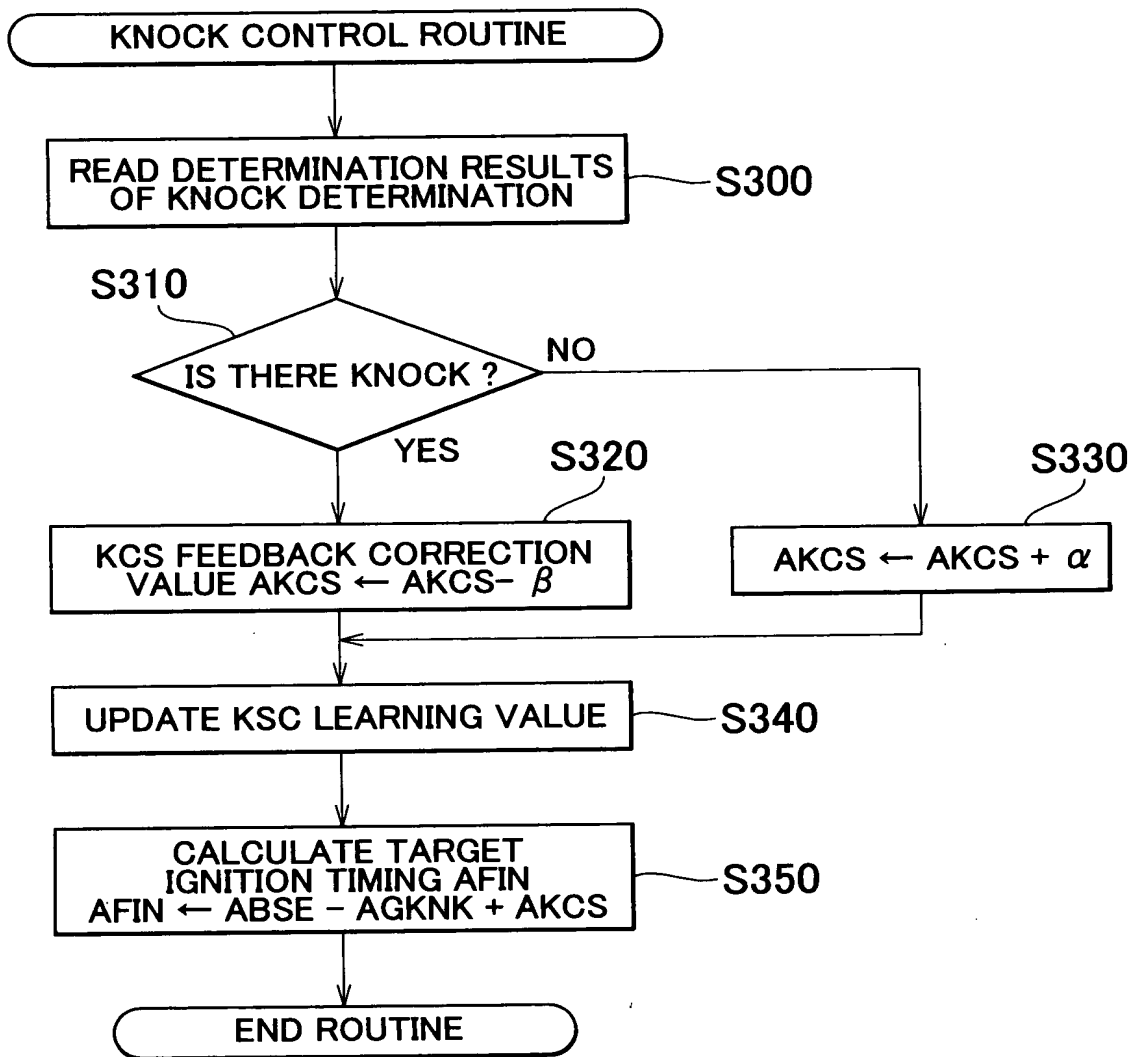 KNOCK CONTROL ROUTINE
READ DETERMINATION RESULTS
OF KNOCK DETERMINATION
S300
S310
IS THERE KNOCK ?
NO
YES
S320
KCS FEEDBACK CORRECTION
VALUE AKCS ← AKCS− β
S330
AKCS ← AKCS + α
UPDATE KSC LEARNING VALUE
S340
CALCULATE TARGET
IGNITION TIMING AFIN
AFIN ← ABSE − AGKNK + AKCS
S350
END ROUTINE